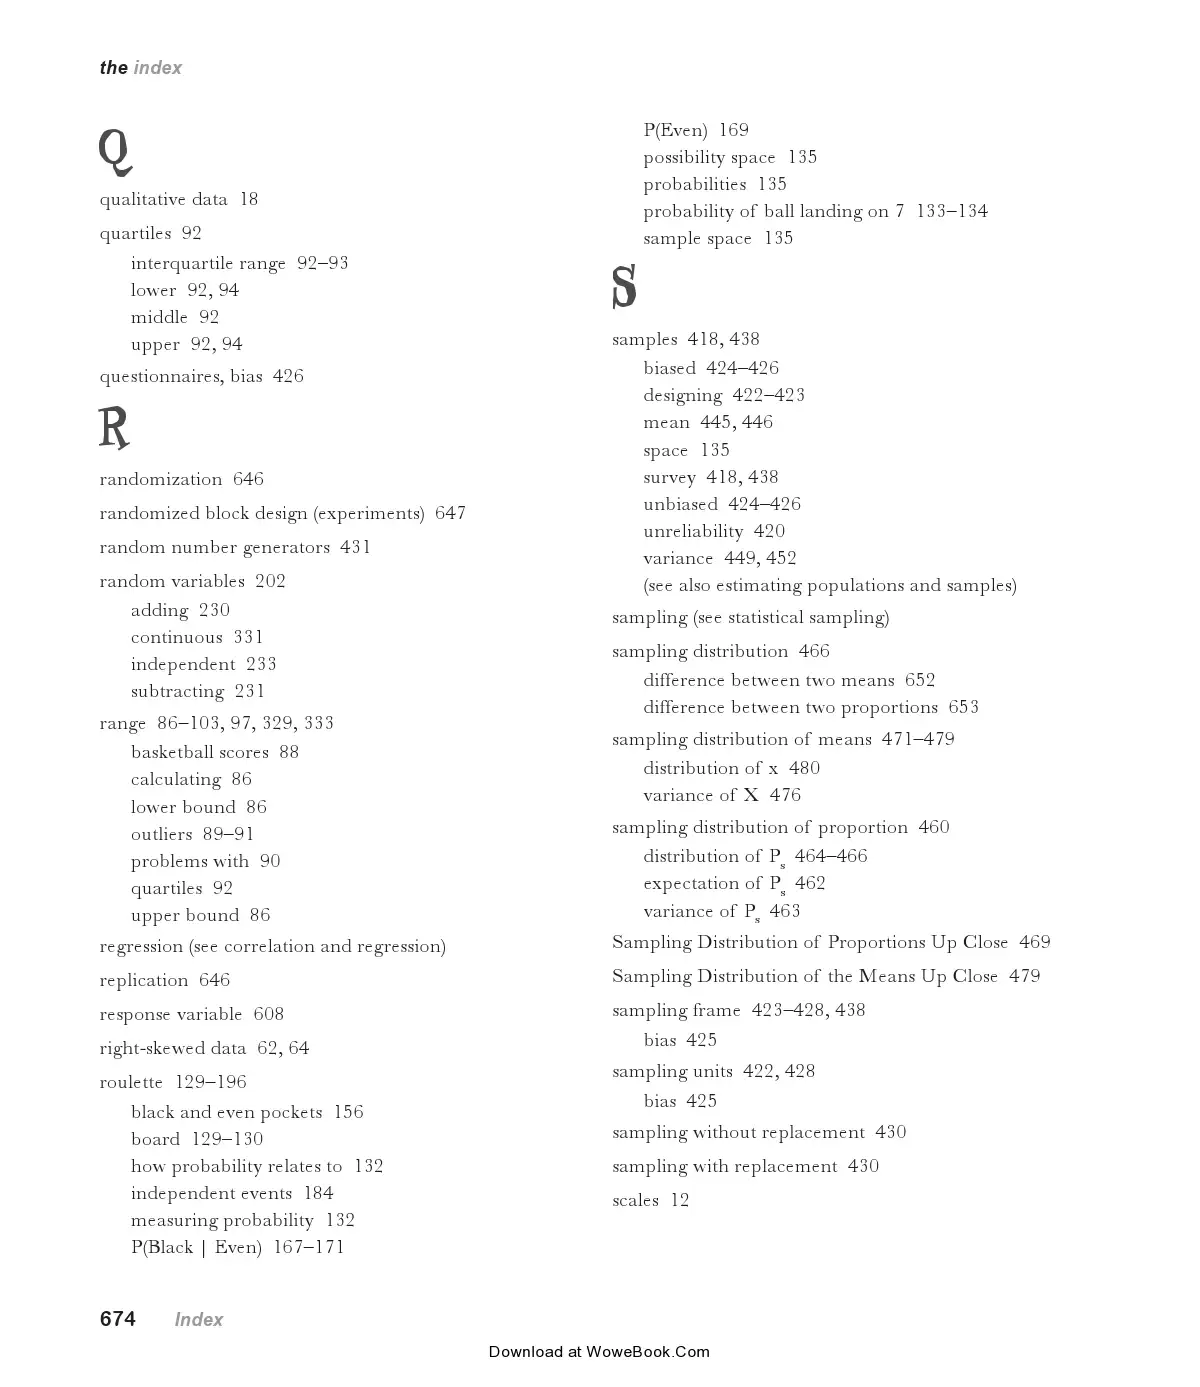 the index
Q
qualitative data 18
quartiles 92
interquartile range 92–93
lower 92, 94
middle 92
upper 92, 94
questionnaires, bias 426
R
randomization 646
randomized block design (experiments) 647
random number generators 431
random variables 202
adding 230
continuous 331
independent 233
subtracting 231
range 86–103, 97, 329, 333
basketball scores 88
calculating 86
lower bound 86
outliers 89–91
problems with 90
quartiles 92
upper bound 86
regression (see correlation and regression)
replication 646
response variable 608
right-skewed data 62, 64
roulette 129–196
black and even pockets 156
board 129–130
how probability relates to 132
independent events 184
measuring probability 132
P(Black | Even) 167–171
P(Even) 169
possibility space 135
probabilities 135
probability of ball landing on 7 133–134
sample space 135
S
samples 418, 438
biased 424–426
designing 422–423
mean 445, 446
space 135
survey 418, 438
unbiased 424–426
unreliability 420
variance 449, 452
(see also estimating populations and samples)
sampling (see statistical sampling)
sampling distribution 466
difference between two means 652
difference between two proportions 653
sampling distribution of means 471–479
distribution of x 480
variance of X 476
sampling distribution of proportion 460
distribution of Ps 464–466
expectation of Ps 462
variance of Ps 463
Sampling Distribution of Proportions Up Close 469
Sampling Distribution of the Means Up Close 479
sampling frame 423–428, 438
bias 425
sampling units 422, 428
bias 425
sampling without replacement 430
sampling with replacement 430
scales 12
674 Index
Download at WoweBook.Com